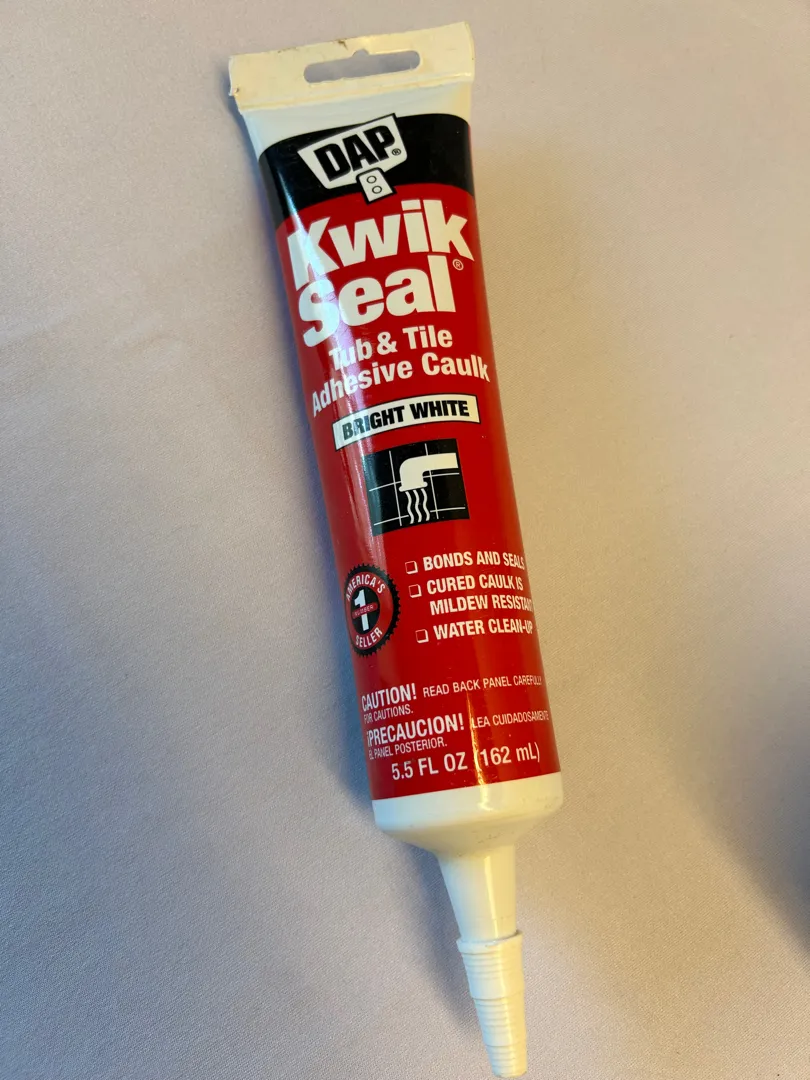 DAP®
Kwik
Seal®
Tub & Tile
Adhesive Caulk
BRIGHT WHITE
BONDS AND SEALS
CURED CAULK IS
MILDEW RESISTANT
WATER CLEAN-UP
AMERICA'S
1
NUMBER
SELLER
CAUTION! READ BACK PANEL CAREFULLY
FOR CAUTIONS.
¡PRECAUCION! LEA CUIDADOSAMENTE
EL PANEL POSTERIOR.
5.5 FL OZ (162 mL)